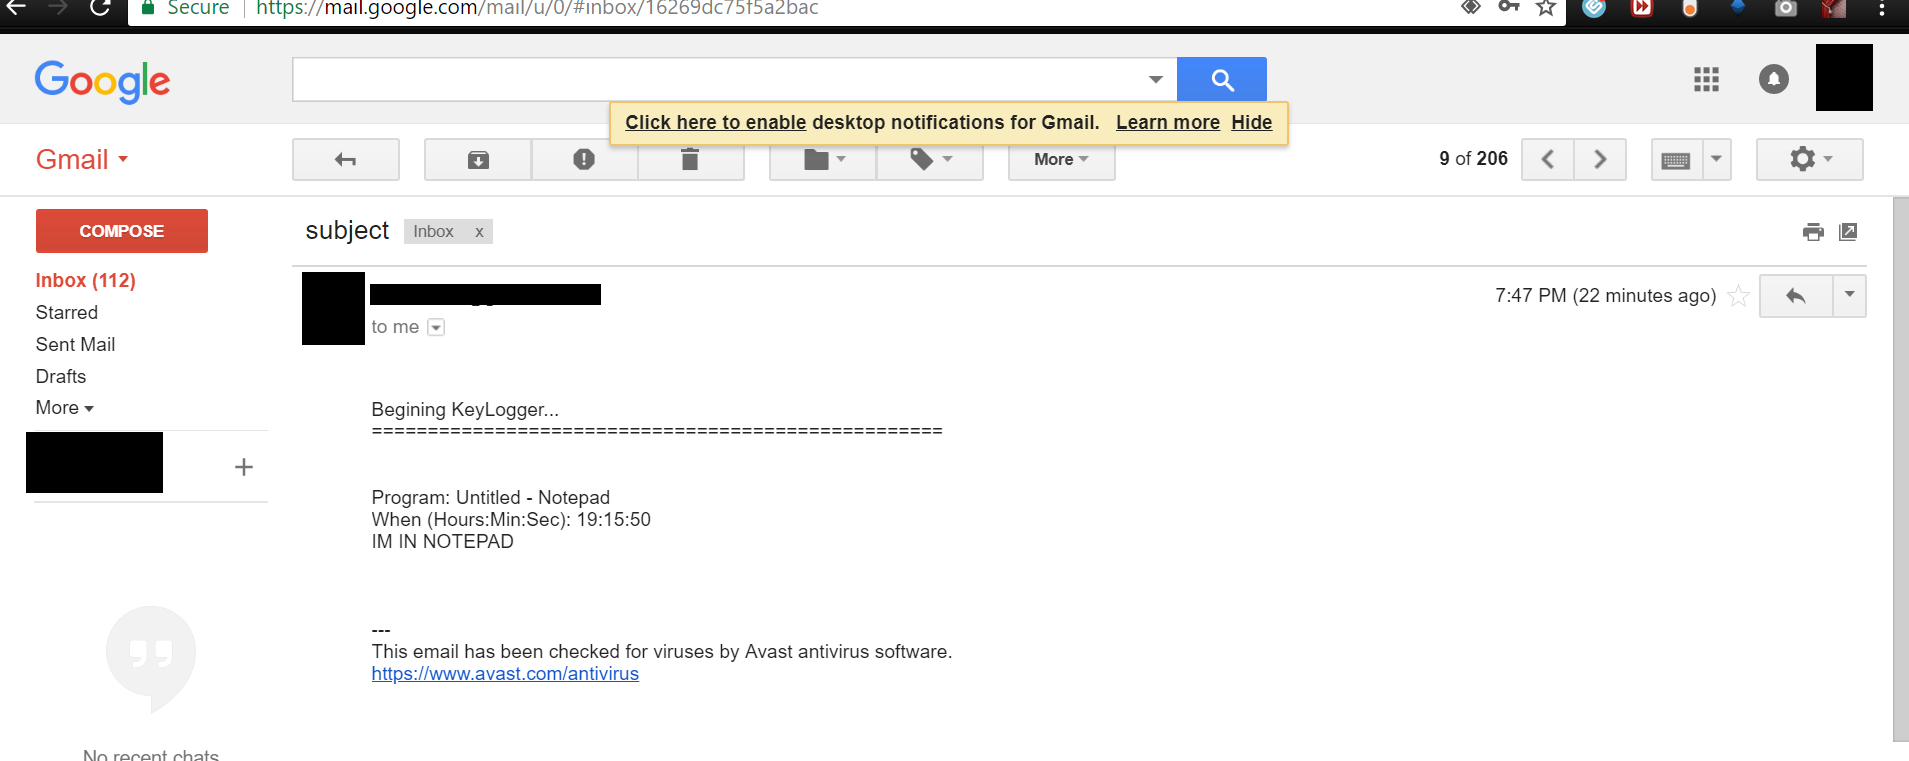 Secure https://mail.google.com/mail/u/0/#inbox/16269dc75f5a2bac
Google
Click here to enable desktop notifications for Gmail. Learn more Hide
Gmail
More
9 of 206
COMPOSE
subject Inbox x
Inbox (112)
Starred
Sent Mail
Drafts
More
7:47 PM (22 minutes ago)
to me
Begining KeyLogger...
===================================================
Program: Untitled - Notepad
When (Hours:Min:Sec): 19:15:50
IM IN NOTEPAD
---
This email has been checked for viruses by Avast antivirus software.
https://www.avast.com/antivirus
No recent chats